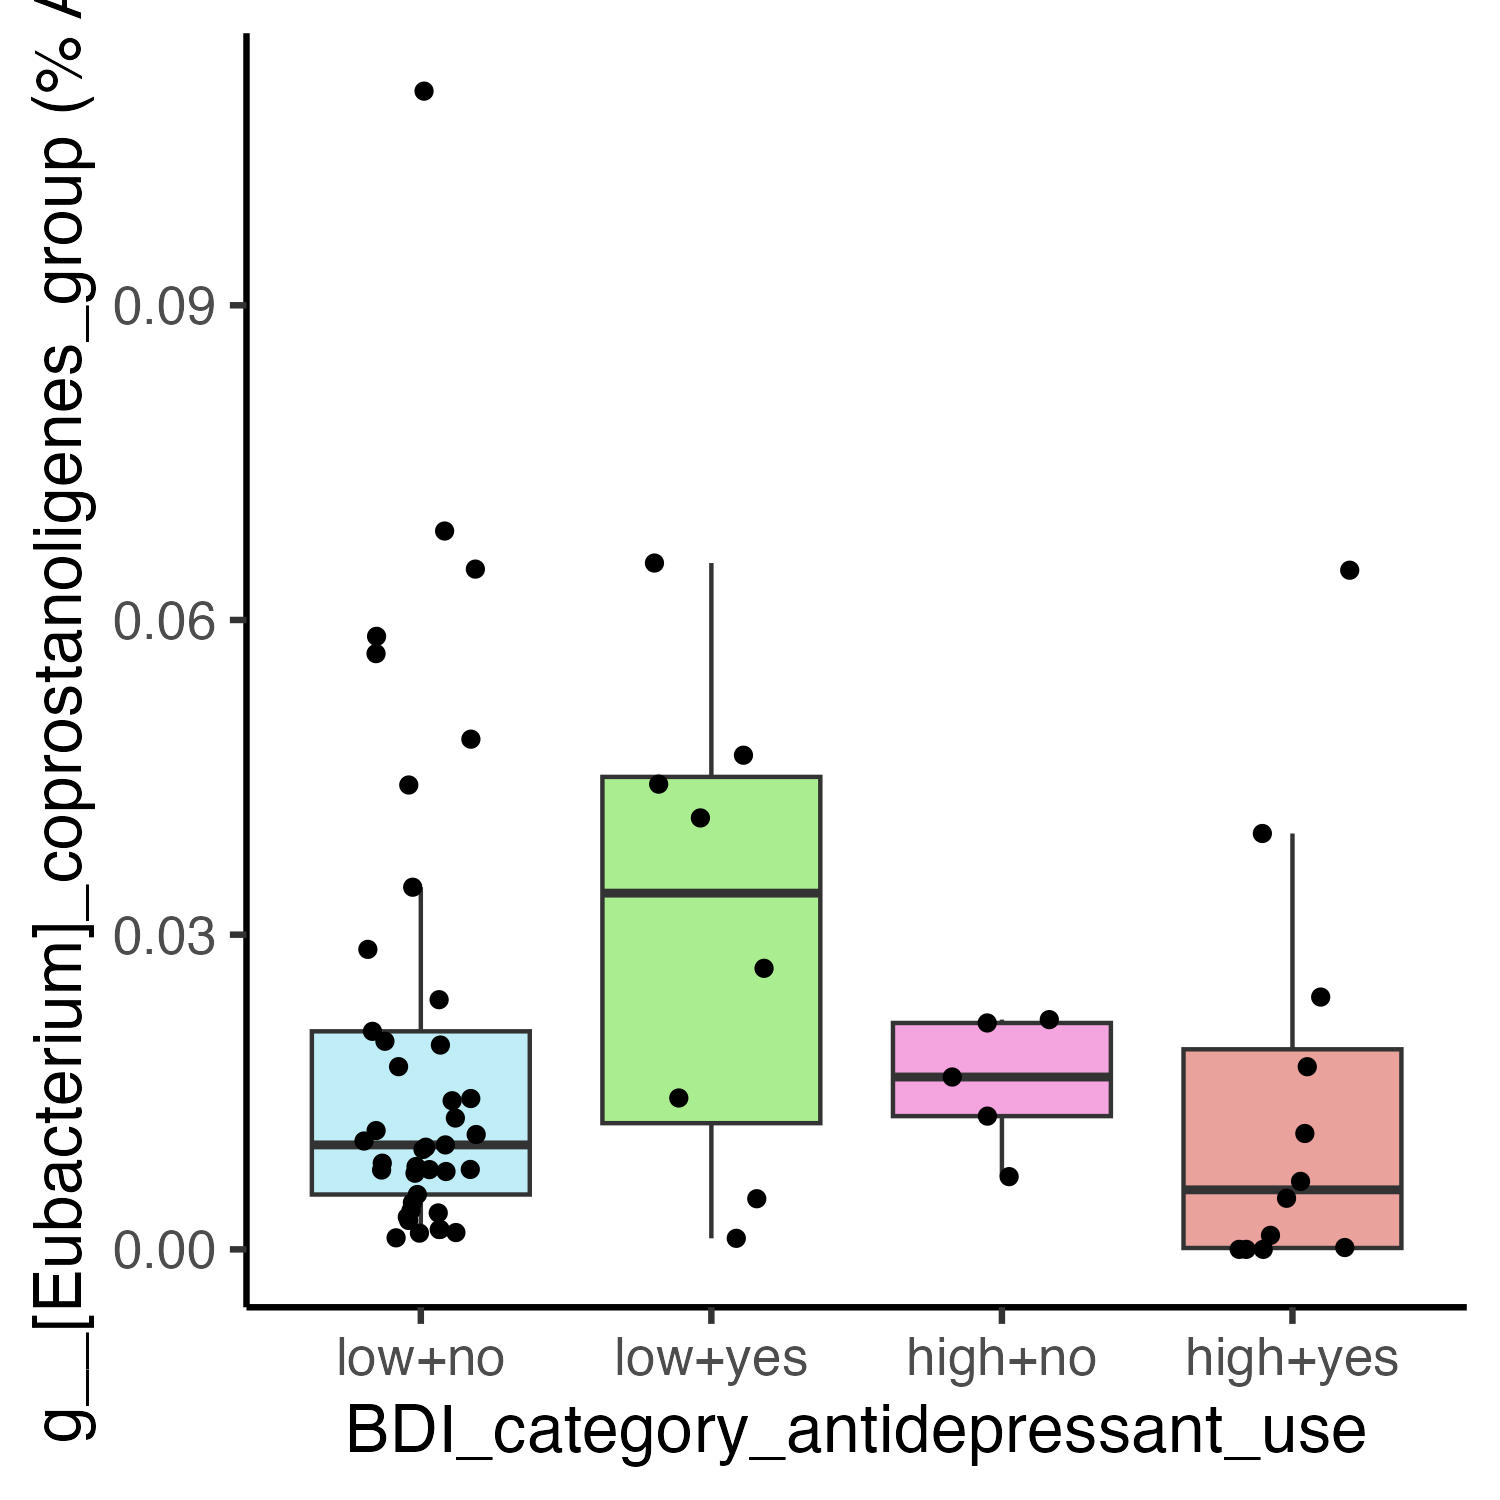 g__[Eubacterium]_coprostanoligenes_group (%
0.09
0.06
0.03
0.00
low+no low+yes high+no high+yes
BDI_category_antidepressant_use